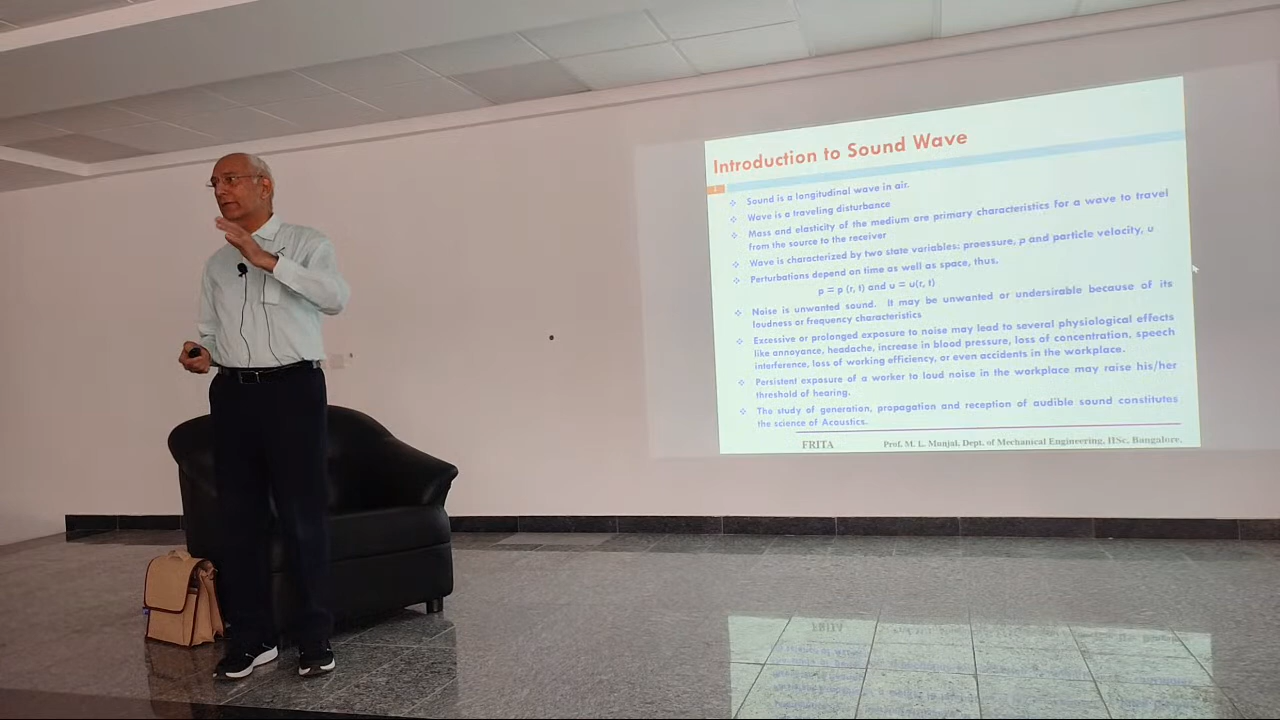 Introduction to Sound Wave
Sound is a longitudinal wave in air.
Wave is a traveling disturbance
Mass and elasticity of the medium are primary characteristics for a wave to travel
from the source to the receiver
Wave is characterized by two state variables: proessure, p and particle velocity, u
Perturbations depend on time as well as space, thus,
p = p (r, t) and u = u(r, t)
Noise is unwanted sound. It may be unwanted or undersirable because of its
loudness or frequency characteristics
Excessive or prolonged exposure to noise may lead to several physiological effects
like annoyance, headache, increase in blood pressure, loss of concentration, speech
interference, loss of working efficiency, or even accidents in the workplace.
Persistent exposure of a worker to loud noise in the workplace may raise his/her
threshold of hearing.
The study of generation, propagation and reception of audible sound constitutes
the science of Acoustics.
FRITA Prof. M. L. Munjal, Dept. of Mechanical Engineering, IISc, Bangalore.